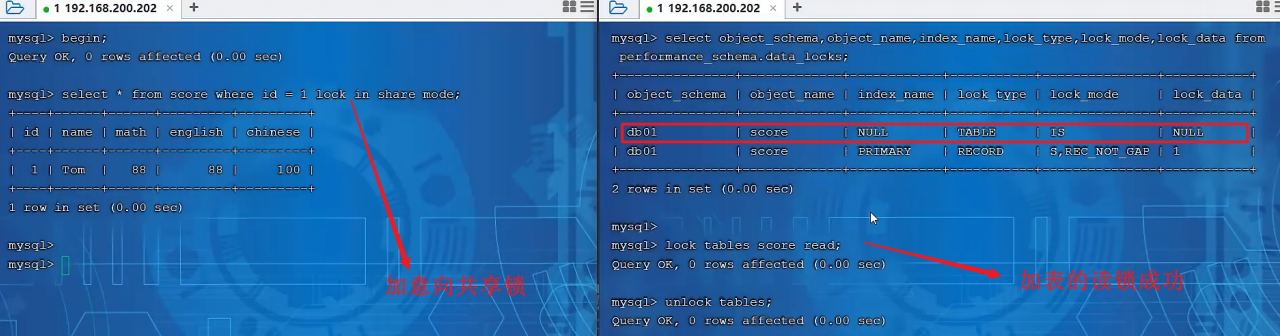 1 192.168.200.202 × +
mysql> begin;
Query OK, 0 rows affected (0.00 sec)
mysql> select * from score where id = 1 lock in share mode;
+----+------+------+---------+---------+
| id | name | math | english | chinese |
+----+------+------+---------+---------+
| 1 | Tom | 88 | 88 | 100 |
+----+------+------+---------+---------+
1 row in set (0.00 sec)
mysql>
mysql>
加意向共享锁
1 192.168.200.202 × +
mysql> select object_schema,object_name,index_name,lock_type,lock_mode,lock_data from
performance_schema.data_locks;
+---------------+-------------+------------+-----------+---------------+-----------+
| object_schema | object_name | index_name | lock_type | lock_mode | lock_data |
+---------------+-------------+------------+-----------+---------------+-----------+
| db01 | score | NULL | TABLE | IS | NULL |
| db01 | score | PRIMARY | RECORD | S,REC_NOT_GAP | 1 |
+---------------+-------------+------------+-----------+---------------+-----------+
2 rows in set (0.00 sec)
mysql>
mysql> lock tables score read;
Query OK, 0 rows affected (0.00 sec)
加表的读锁成功
mysql> unlock tables;
Query OK, 0 rows affected (0.00 sec)